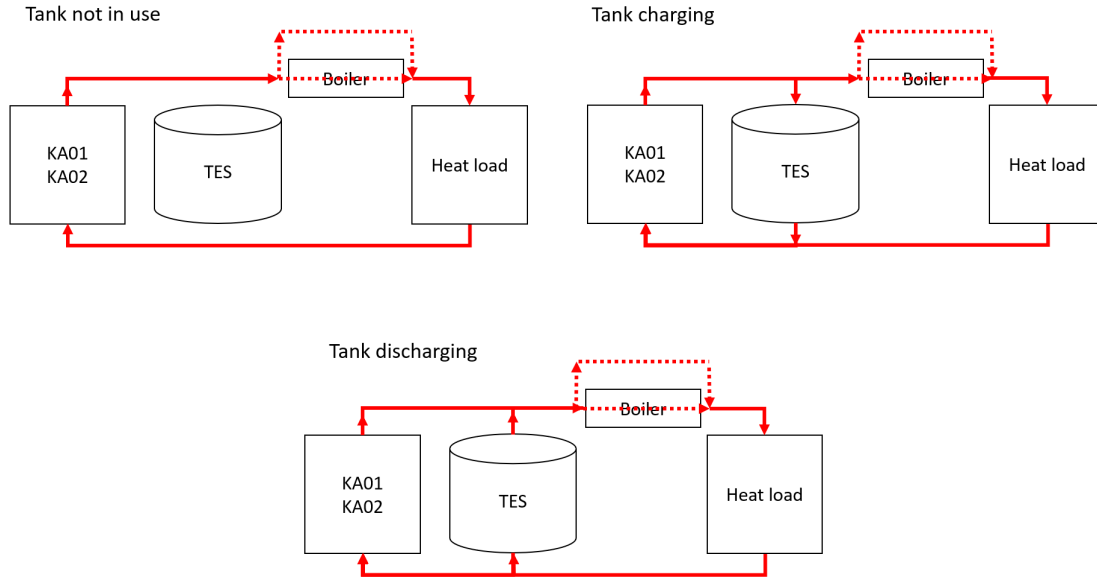 Tank not in use
Boiler
KA01
KA02
TES
Heat load
Tank charging
Boiler
KA01
KA02
TES
Heat load
Tank discharging
Boiler
KA01
KA02
TES
Heat load